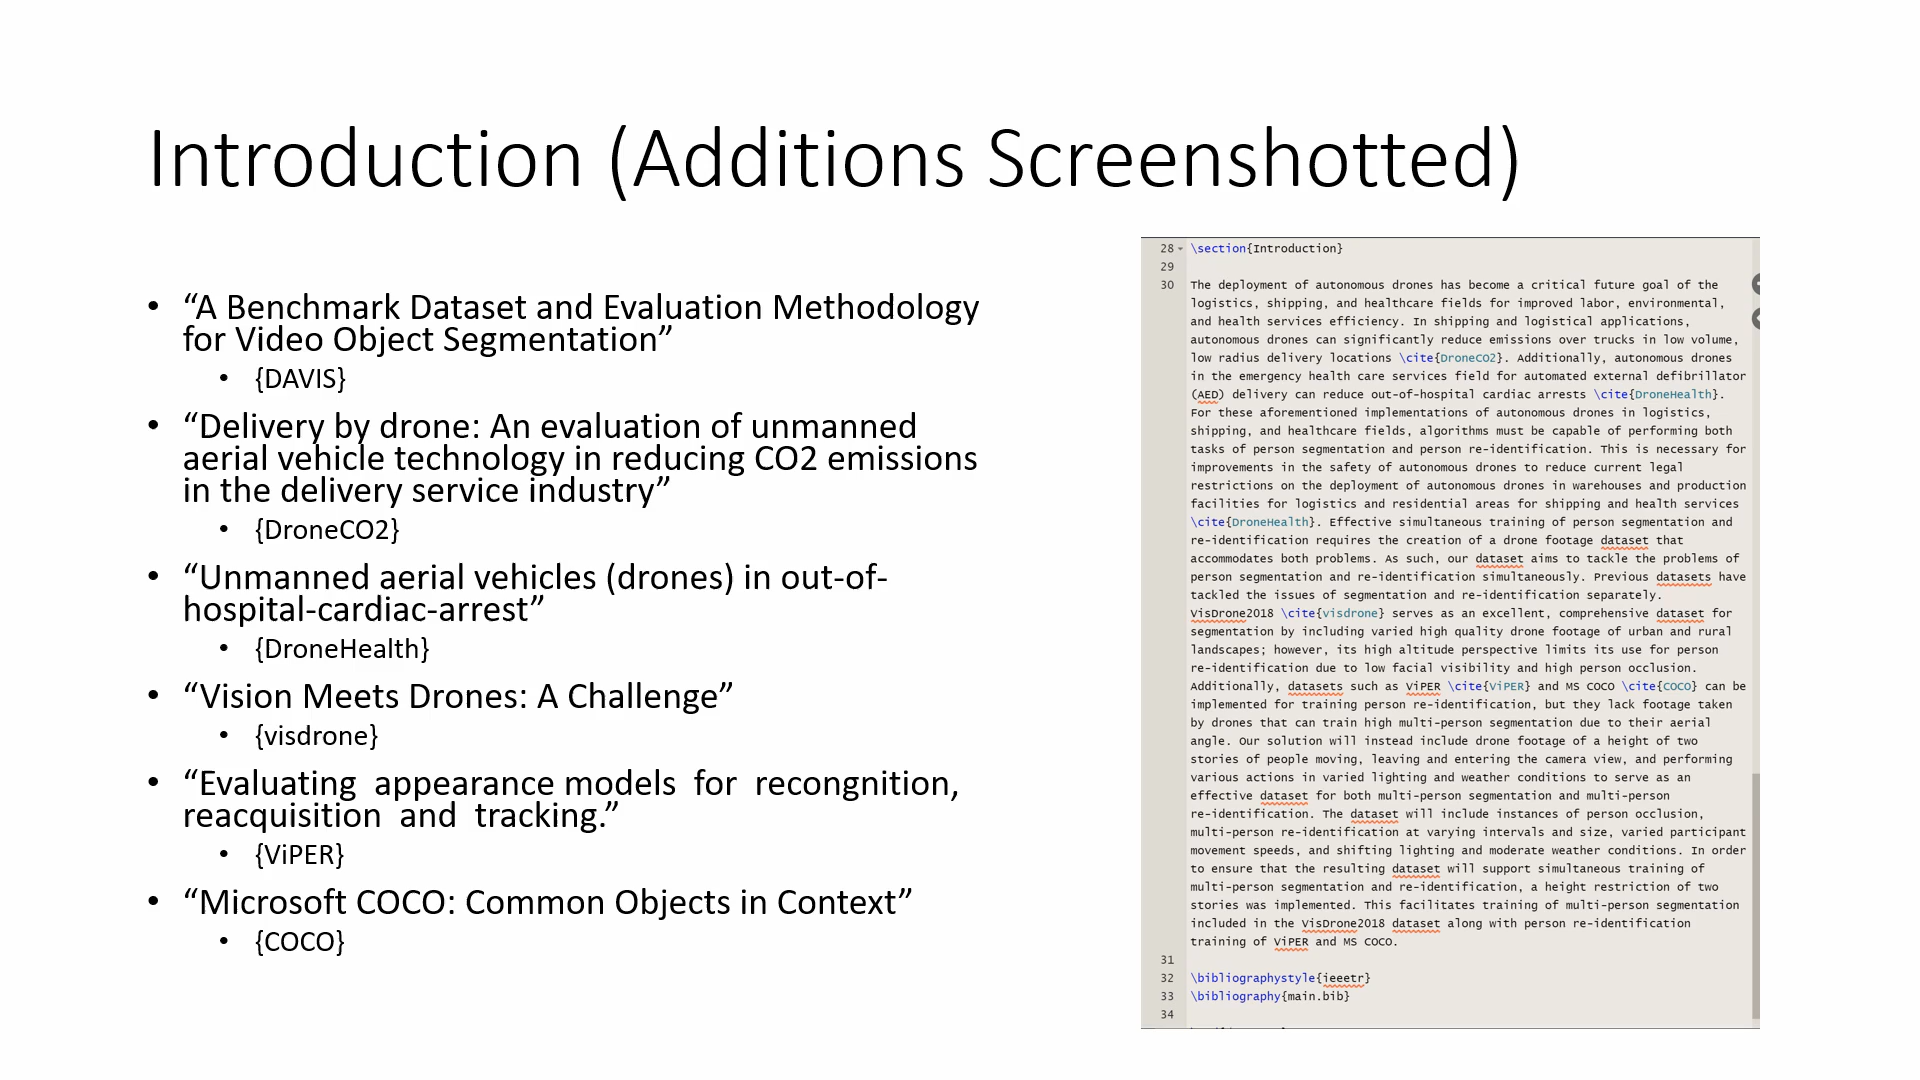 Introduction (Additions Screenshotted)
• “A Benchmark Dataset and Evaluation Methodology
for Video Object Segmentation”
• {DAVIS}
• “Delivery by drone: An evaluation of unmanned
aerial vehicle technology in reducing CO2 emissions
in the delivery service industry”
• {DroneCO2}
• “Unmanned aerial vehicles (drones) in out-of-
hospital-cardiac-arrest”
• {DroneHealth}
• “Vision Meets Drones: A Challenge”
• {visdrone}
• “Evaluating appearance models for recongnition,
reacquisition and tracking.”
• {ViPER}
• “Microsoft COCO: Common Objects in Context”
• {COCO}
28 \section{Introduction}
29
30 The deployment of autonomous drones has become a critical future goal of the
logistics, shipping, and healthcare fields for improved labor, environmental,
and health services efficiency. In shipping and logistical applications,
autonomous drones can significantly reduce emissions over trucks in low volume,
low radius delivery locations \cite{DroneCO2}. Additionally, autonomous drones
in the emergency health care services field for automated external defibrillator
(AED) delivery can reduce out-of-hospital cardiac arrests \cite{DroneHealth}.
For these aforementioned implementations of autonomous drones in logistics,
shipping, and healthcare fields, algorithms must be capable of performing both
tasks of person segmentation and person re-identification. This is necessary for
improvements in the safety of autonomous drones to reduce current legal
restrictions on the deployment of autonomous drones in warehouses and production
facilities for logistics and residential areas for shipping and health services
\cite{DroneHealth}. Effective simultaneous training of person segmentation and
re-identification requires the creation of a drone footage dataset that
accommodates both problems. As such, our dataset aims to tackle the problems of
person segmentation and re-identification simultaneously. Previous datasets have
tackled the issues of segmentation and re-identification separately.
VisDrone2018 \cite{visdrone} serves as an excellent, comprehensive dataset for
segmentation by including varied high quality drone footage of urban and rural
landscapes; however, its high altitude perspective limits its use for person
re-identification due to low facial visibility and high person occlusion.
Additionally, datasets such as ViPER \cite{ViPER} and MS COCO \cite{COCO} can be
implemented for training person re-identification, but they lack footage taken
by drones that can train high multi-person segmentation due to their aerial
angle. Our solution will instead include drone footage of a height of two
stories of people moving, leaving and entering the camera view, and performing
various actions in varied lighting and weather conditions to serve as an
effective dataset for both multi-person segmentation and multi-person
re-identification. The dataset will include instances of person occlusion,
multi-person re-identification at varying intervals and size, varied participant
movement speeds, and shifting lighting and moderate weather conditions. In order
to ensure that the resulting dataset will support simultaneous training of
multi-person segmentation and re-identification, a height restriction of two
stories was implemented. This facilitates training of multi-person segmentation
included in the VisDrone2018 dataset along with person re-identification
training of ViPER and MS COCO.
31
32 \bibliographystyle{ieeetr}
33 \bibliography{main.bib}
34